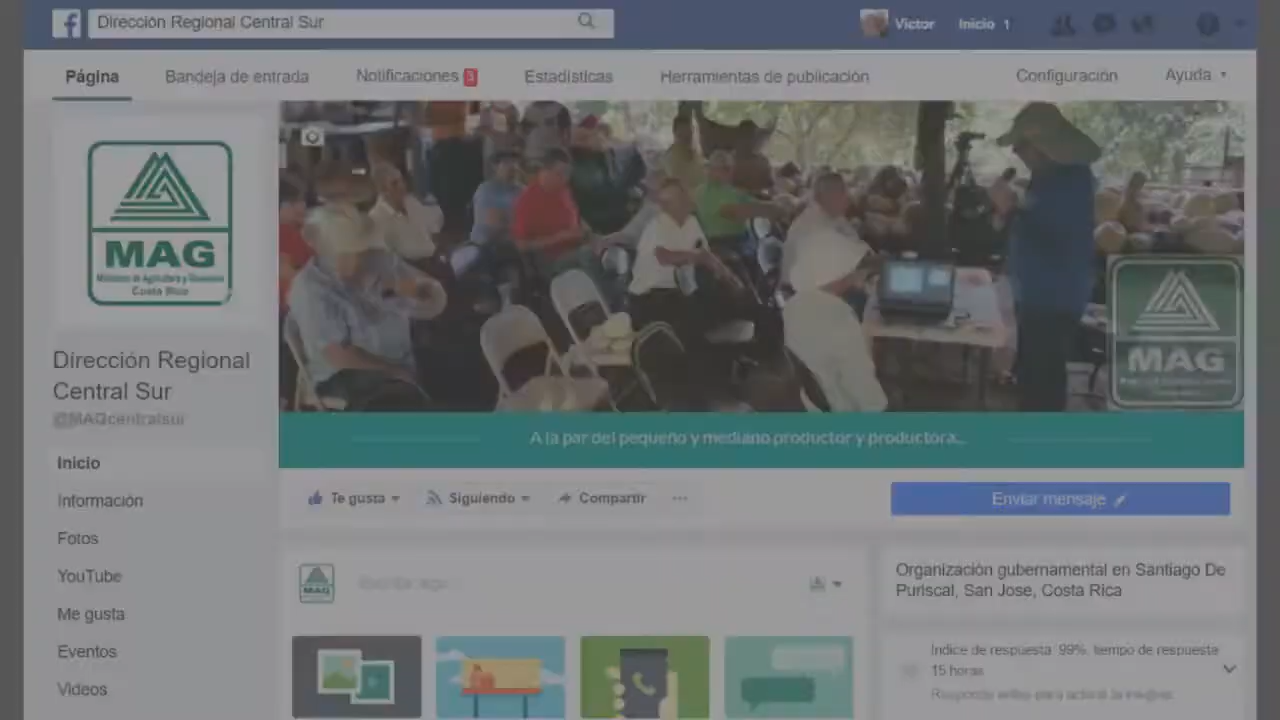 Dirección Regional Central Sur
Victor
Inicio 1
Página
Bandeja de entrada
Notificaciones 3
Estadísticas
Herramientas de publicación
Configuración
Ayuda
MAG
Costa Rica
MAG
Dirección Regional
Central Sur
@MAGcentralsur
A la par del pequeño y mediano productor y productora...
Inicio
Información
Fotos
YouTube
Me gusta
Eventos
Videos
Te gusta
Siguiendo
Compartir
Enviar mensaje
MAG
Organización gubernamental en Santiago De
Puriscal, San Jose, Costa Rica
Índice de respuesta: 99%, tiempo de respuesta:
15 horas